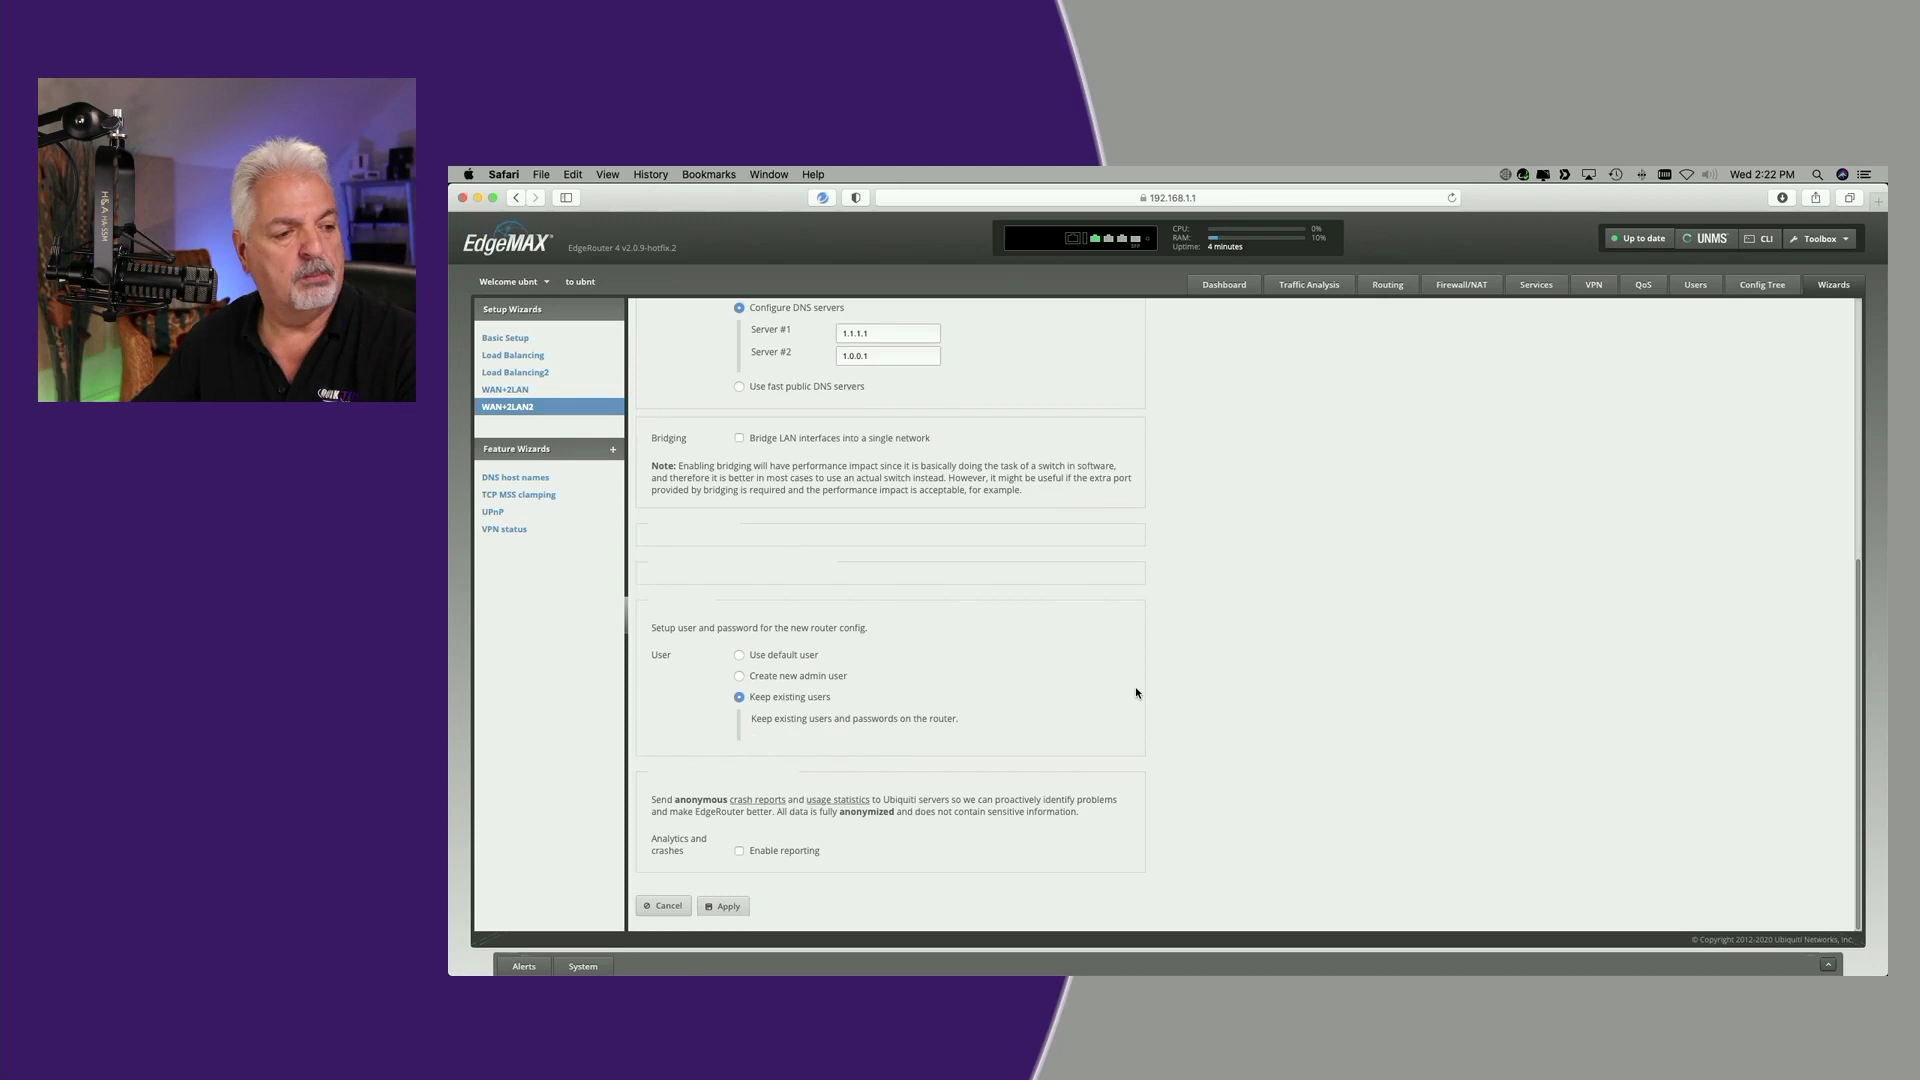 H&A HA-SSM
Safari File Edit View History Bookmarks Window Help
Wed 2:22 PM
192.168.1.1
EdgeMAX
EdgeRouter 4 v2.0.9-hotfix.2
CPU: 0%
RAM: 10%
Uptime: 4 minutes
Up to date
UNMS
CLI
Toolbox
Welcome ubnt to ubnt
Dashboard Traffic Analysis Routing Firewall/NAT Services VPN QoS Users Config Tree Wizards
Setup Wizards
Basic Setup
Load Balancing
Load Balancing2
WAN+2LAN
WAN+2LAN2
Feature Wizards +
DNS host names
TCP MSS clamping
UPnP
VPN status
Configure DNS servers
Server #1 1.1.1.1
Server #2 1.0.0.1
Use fast public DNS servers
Bridging Bridge LAN interfaces into a single network
Note: Enabling bridging will have performance impact since it is basically doing the task of a switch in software,
and therefore it is better in most cases to use an actual switch instead. However, it might be useful if the extra port
provided by bridging is required and the performance impact is acceptable, for example.
Setup user and password for the new router config.
User Use default user
Create new admin user
Keep existing users
Keep existing users and passwords on the router.
Send anonymous crash reports and usage statistics to Ubiquiti servers so we can proactively identify problems
and make EdgeRouter better. All data is fully anonymized and does not contain sensitive information.
Analytics and
crashes Enable reporting
Cancel Apply
© Copyright 2012-2020 Ubiquiti Networks, Inc.
Alerts System